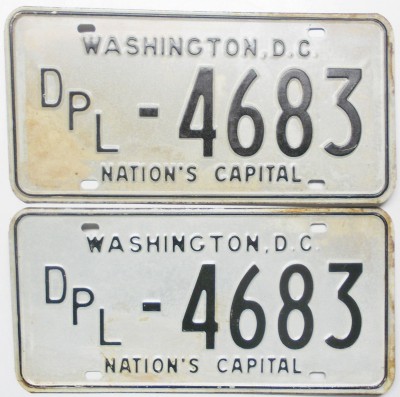 WASHINGTON, D.C.
DPL-4683
NATION'S CAPITAL
WASHINGTON, D.C.
DPL-4683
NATION'S CAPITAL